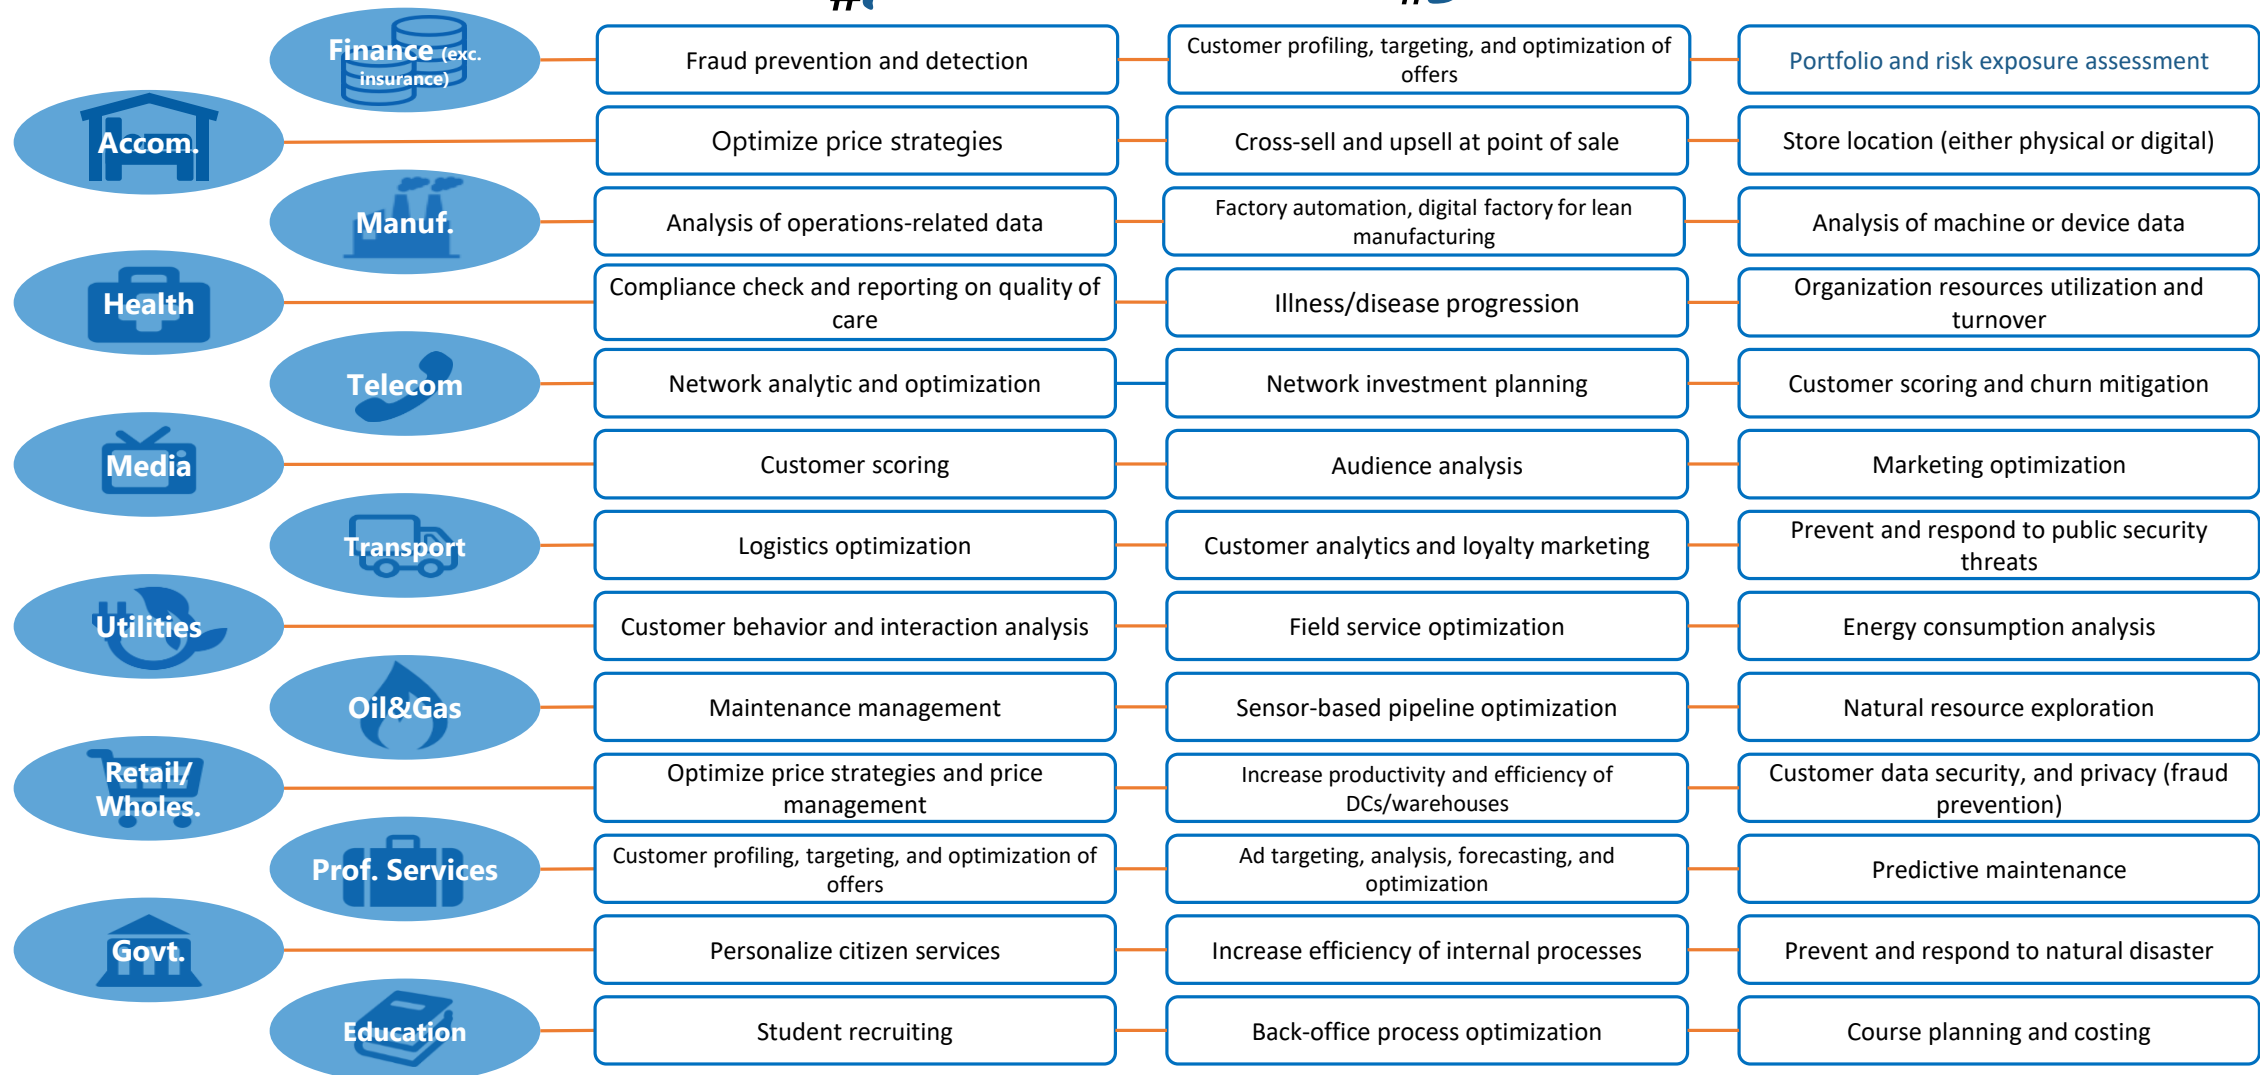 #
#
Finance (exc.
insurance)
Fraud prevention and detection
Customer profiling, targeting, and optimization of
offers
Portfolio and risk exposure assessment
Accom.
Optimize price strategies
Cross-sell and upsell at point of sale
Store location (either physical or digital)
Manuf.
Analysis of operations-related data
Factory automation, digital factory for lean
manufacturing
Analysis of machine or device data
Health
Compliance check and reporting on quality of
care
Illness/disease progression
Organization resources utilization and
turnover
Telecom
Network analytic and optimization
Network investment planning
Customer scoring and churn mitigation
Media
Customer scoring
Audience analysis
Marketing optimization
Transport
Logistics optimization
Customer analytics and loyalty marketing
Prevent and respond to public security
threats
Utilities
Customer behavior and interaction analysis
Field service optimization
Energy consumption analysis
Oil&Gas
Maintenance management
Sensor-based pipeline optimization
Natural resource exploration
Retail/
Wholes.
Optimize price strategies and price
management
Increase productivity and efficiency of
DCs/warehouses
Customer data security, and privacy (fraud
prevention)
Prof. Services
Customer profiling, targeting, and optimization of
offers
Ad targeting, analysis, forecasting, and
optimization
Predictive maintenance
Govt.
Personalize citizen services
Increase efficiency of internal processes
Prevent and respond to natural disaster
Education
Student recruiting
Back-office process optimization
Course planning and costing